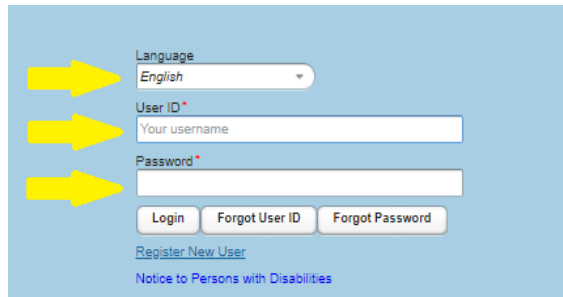 Language
English
User ID*
Your username
Password*
Login Forgot User ID Forgot Password
Register New User
Notice to Persons with Disabilities